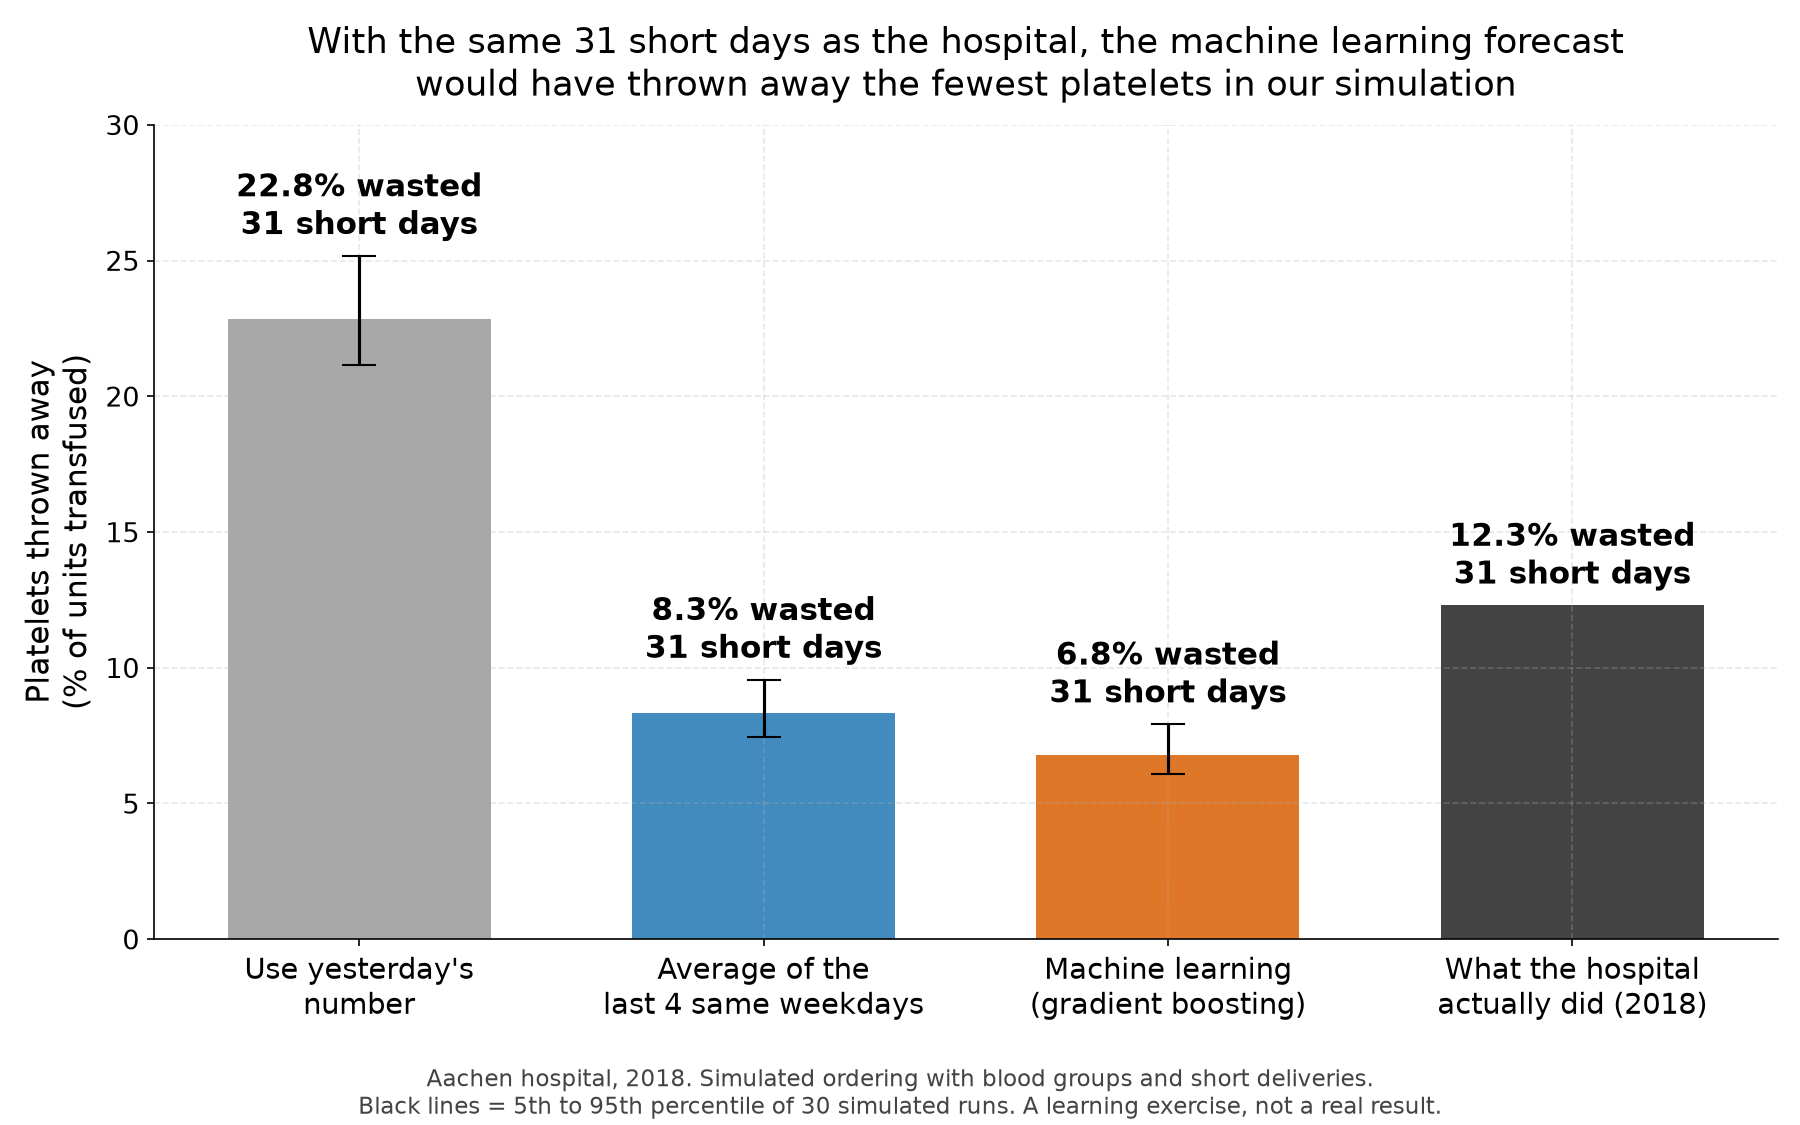 With the same 31 short days as the hospital, the machine learning forecast
would have thrown away the fewest platelets in our simulation
Platelets thrown away
(% of units transfused)
30
25
20
15
10
5
0
22.8% wasted
31 short days
8.3% wasted
31 short days
6.8% wasted
31 short days
12.3% wasted
31 short days
Use yesterday's
number
Average of the
last 4 same weekdays
Machine learning
(gradient boosting)
What the hospital
actually did (2018)
Aachen hospital, 2018. Simulated ordering with blood groups and short deliveries.
Black lines = 5th to 95th percentile of 30 simulated runs. A learning exercise, not a real result.